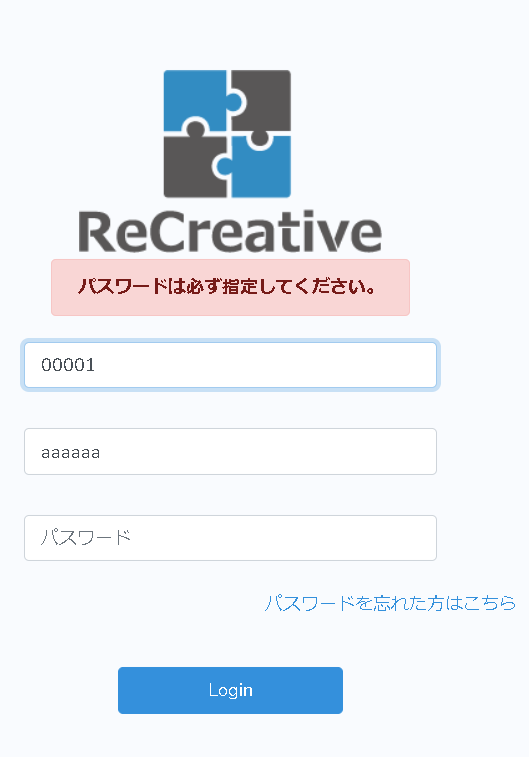 ReCreative
パスワードは必ず指定してください。
00001
aaaaaa
パスワード
パスワードを忘れた方はこちら
Login